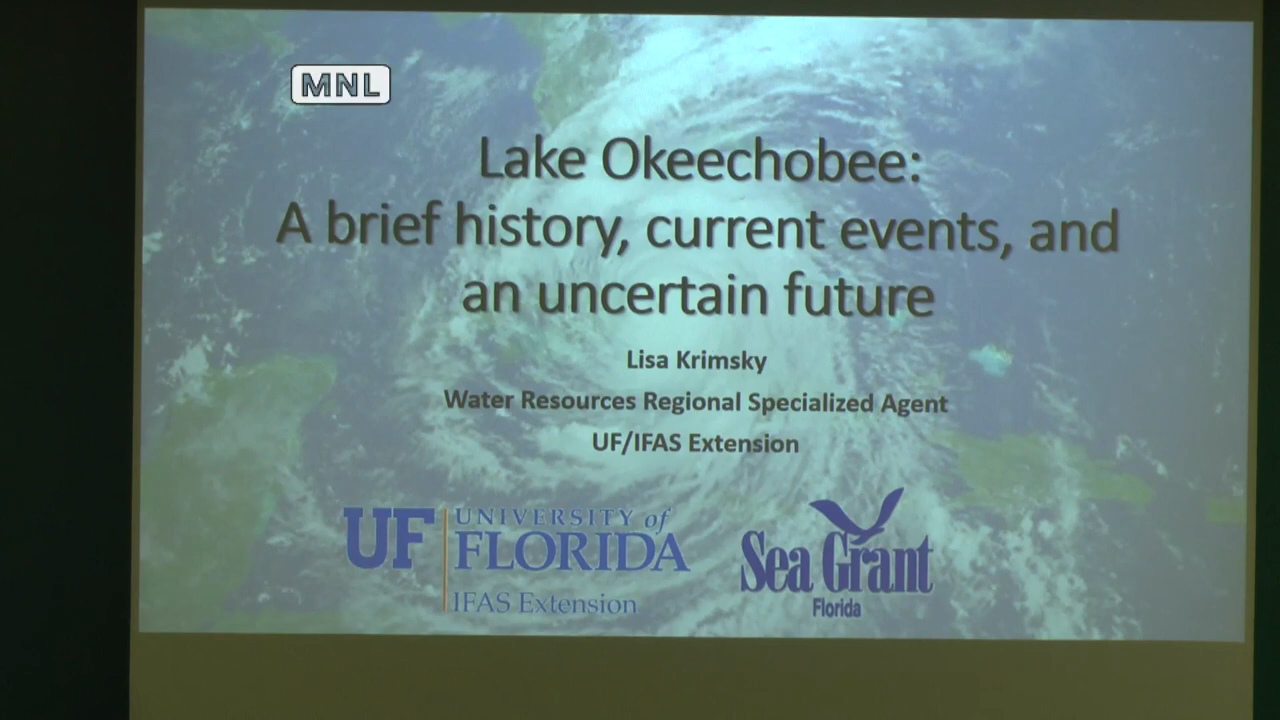 MNL
Lake Okeechobee:
A brief history, current events, and
an uncertain future
Lisa Krimsky
Water Resources Regional Specialized Agent
UF/IFAS Extension
UF UNIVERSITY of
FLORIDA
IFAS Extension
Sea Grant
Florida